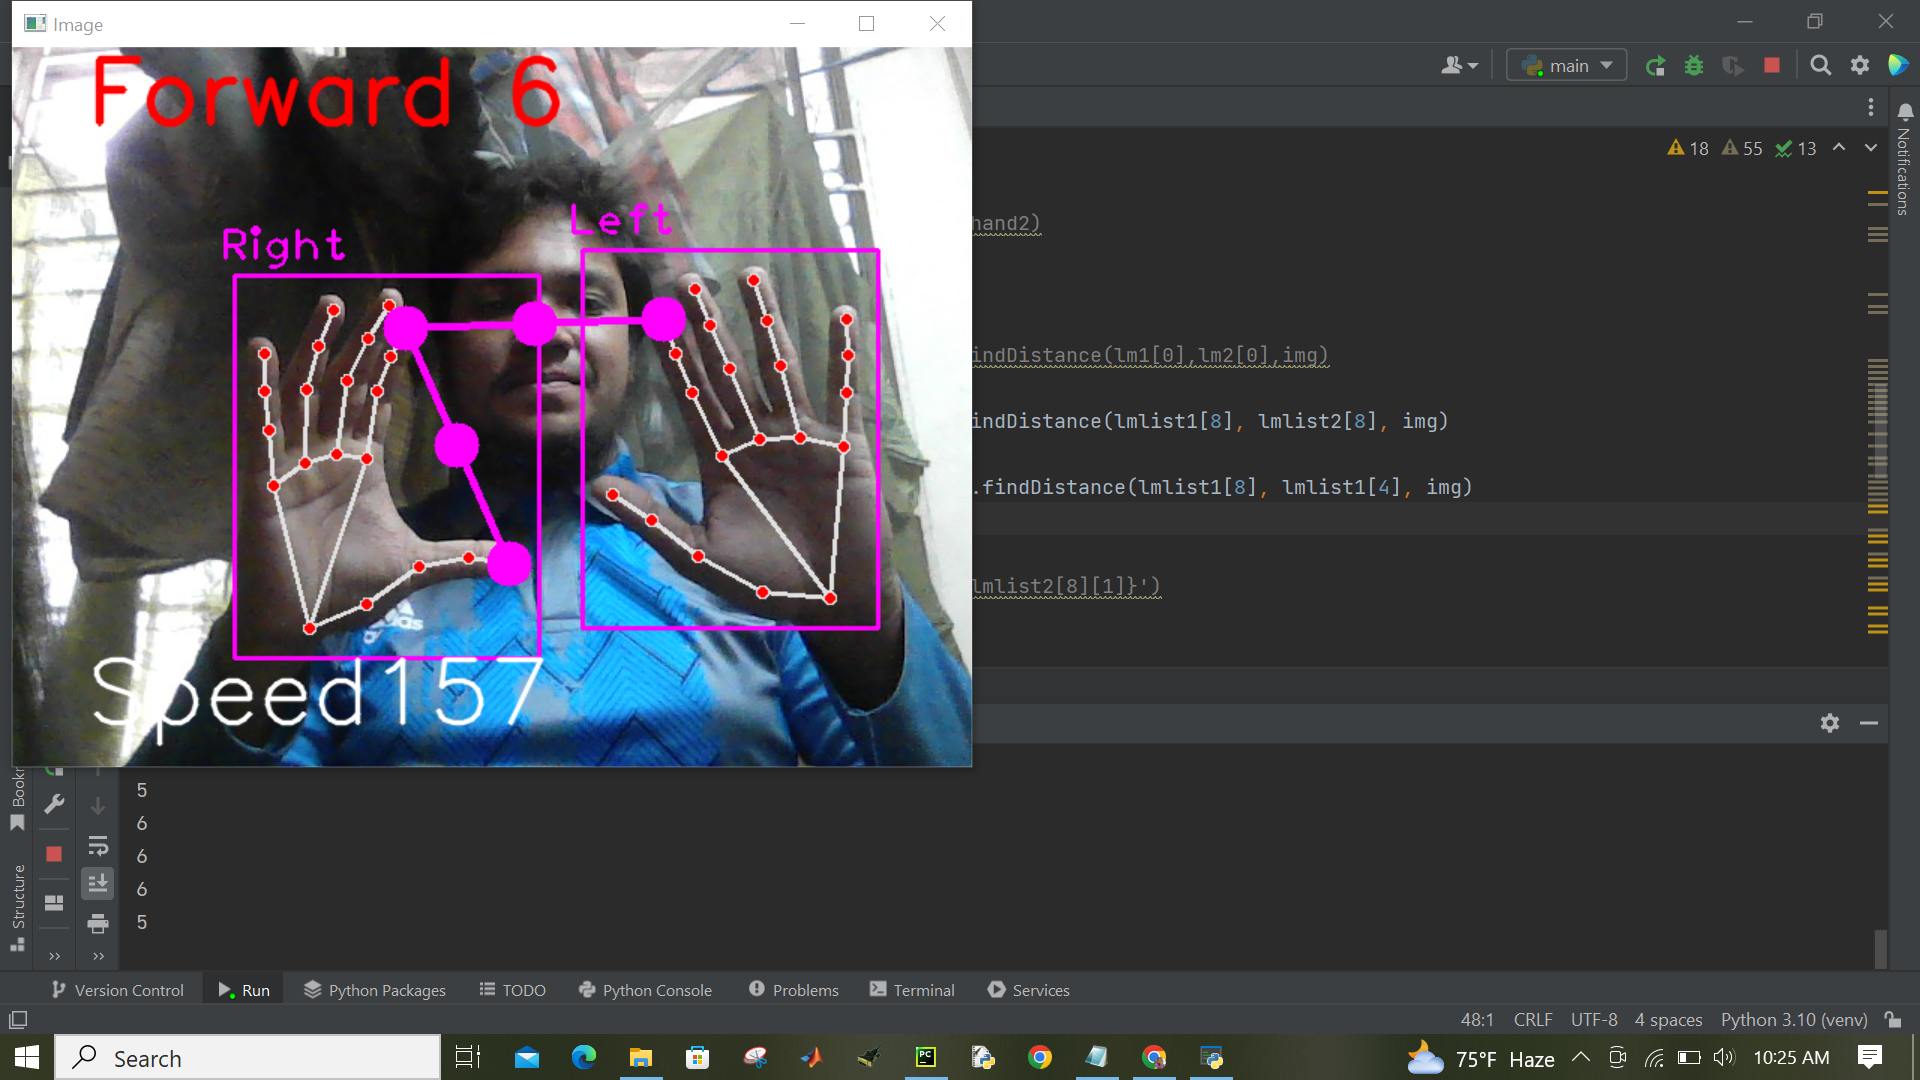 Image
Forward 6
Right
Left
adidas
Speed157
main
18 55 13
Notifications
hand2)
indDistance(lm1[0],lm2[0],img)
indDistance(lmlist1[8], lmlist2[8], img)
.findDistance(lmlist1[8], lmlist1[4], img)
lmlist2[8][1]}')
Structure
5
6
6
6
5
Version Control
Run
Python Packages
TODO
Python Console
Problems
Terminal
Services
48:1 CRLF UTF-8 4 spaces Python 3.10 (venv)
Search
PC
75°F Haze
10:25 AM